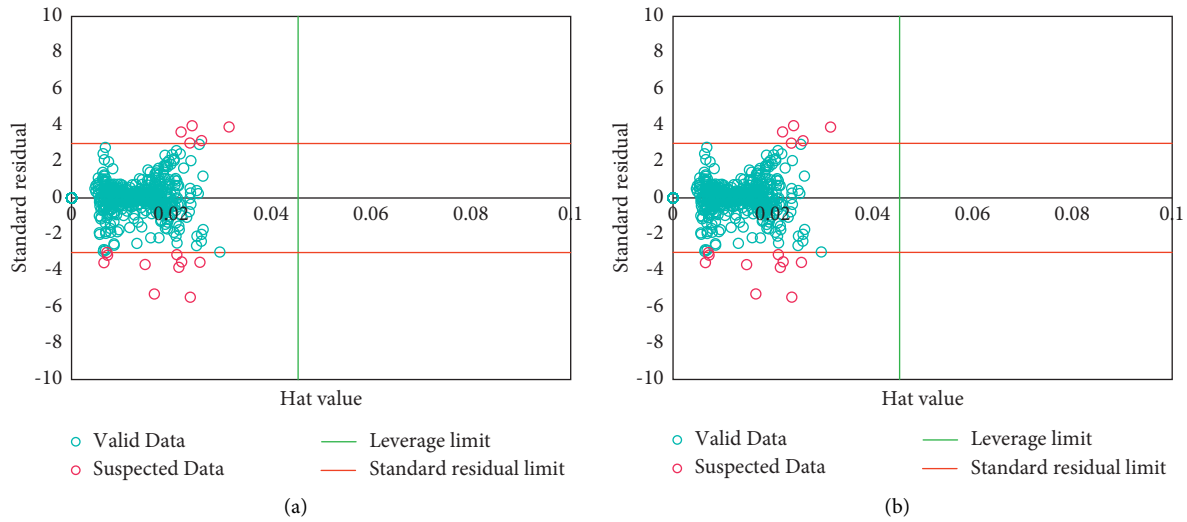 10
8
6
4
2
0
-2
-4
-6
-8
-10
Standard residual
0
0.02
0.04
0.06
0.08
0.1
Hat value
Valid Data
Suspected Data
Leverage limit
Standard residual limit
(a)
10
8
6
4
2
0
-2
-4
-6
-8
-10
Standard residual
0
0.02
0.04
0.06
0.08
0.1
Hat value
Valid Data
Suspected Data
Leverage limit
Standard residual limit
(b)